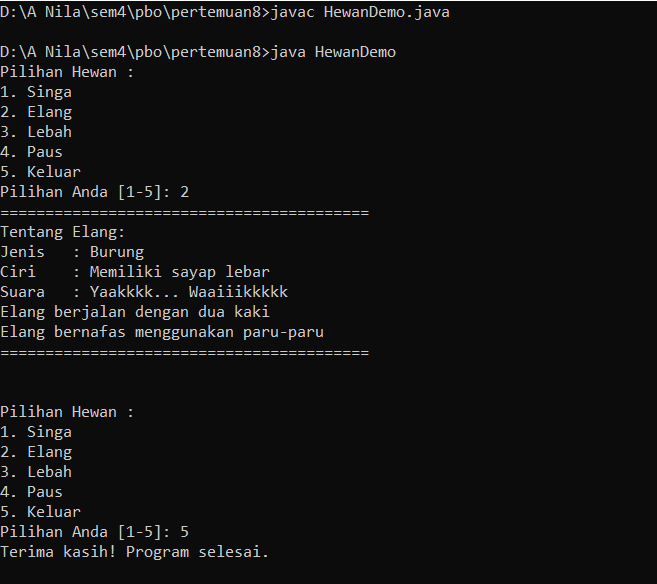 D:\A Nila\sem4\pbo\pertemuan8>javac HewanDemo.java
D:\A Nila\sem4\pbo\pertemuan8>java HewanDemo
Pilihan Hewan :
1. Singa
2. Elang
3. Lebah
4. Paus
5. Keluar
Pilihan Anda [1-5]: 2
=========================================
Tentang Elang:
Jenis   : Burung
Ciri    : Memiliki sayap lebar
Suara   : Yaakkkk... Waaiiikkkkk
Elang berjalan dengan dua kaki
Elang bernafas menggunakan paru-paru
=========================================
Pilihan Hewan :
1. Singa
2. Elang
3. Lebah
4. Paus
5. Keluar
Pilihan Anda [1-5]: 5
Terima kasih! Program selesai.